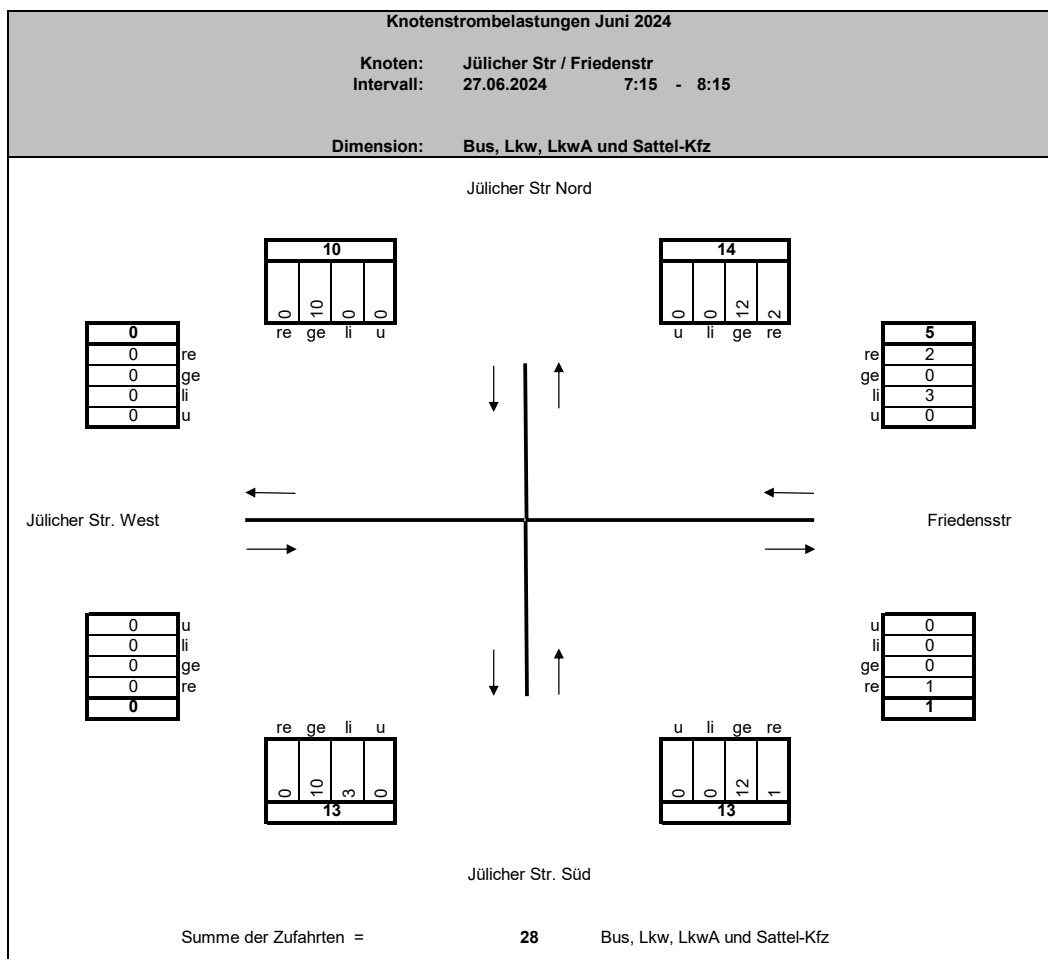 Knotenstrombelastungen Juni 2024
Knoten: Jülicher Str / Friedenstr
Intervall: 27.06.2024 7:15 - 8:15
Dimension: Bus, Lkw, LkwA und Sattel-Kfz
Jülicher Str Nord
10
0 10 0 0
re ge li u
14
0 0 12 2
u li ge re
0
0 re
0 ge
0 li
0 u
5
re 2
ge 0
li 3
u 0
Jülicher Str. West
Friedensstr
0 u
0 li
0 ge
0 re
0
u 0
li 0
ge 0
re 1
1
re ge li u
0 10 3 0
13
u li ge re
0 0 12 1
13
Jülicher Str. Süd
Summe der Zufahrten = 28 Bus, Lkw, LkwA und Sattel-Kfz